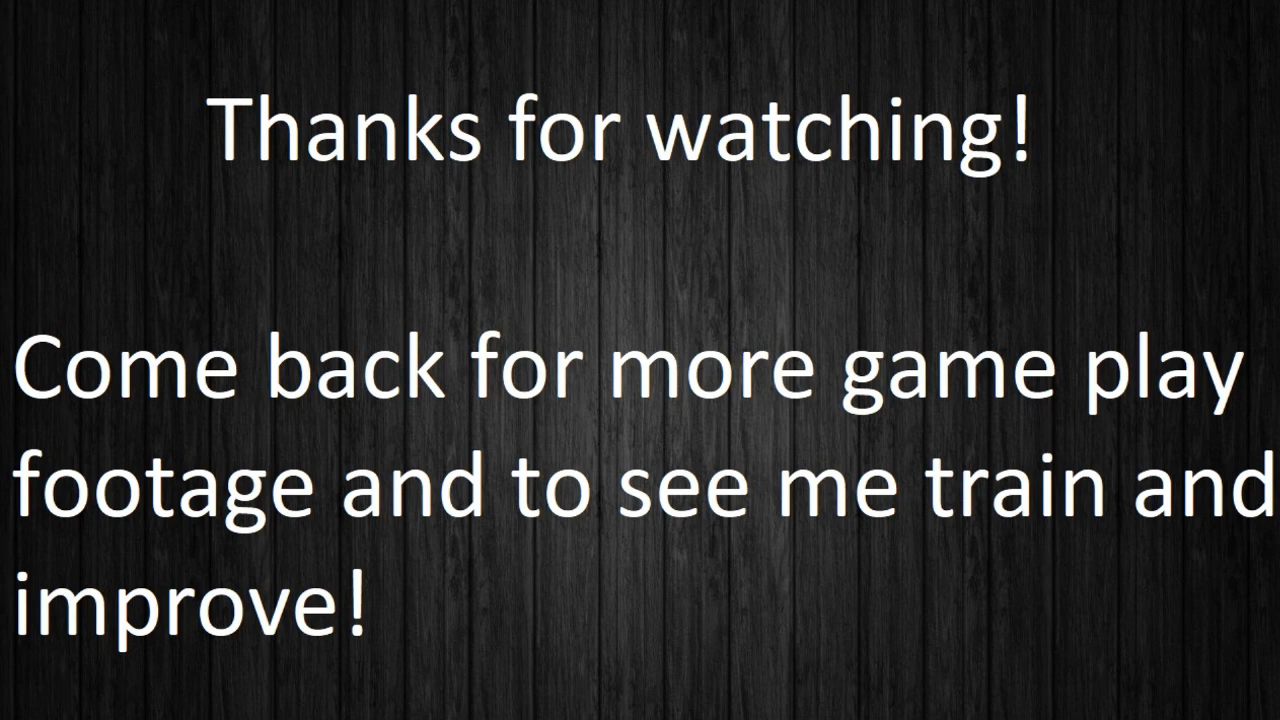 Thanks for watching!
Come back for more game play
footage and to see me train and
improve!